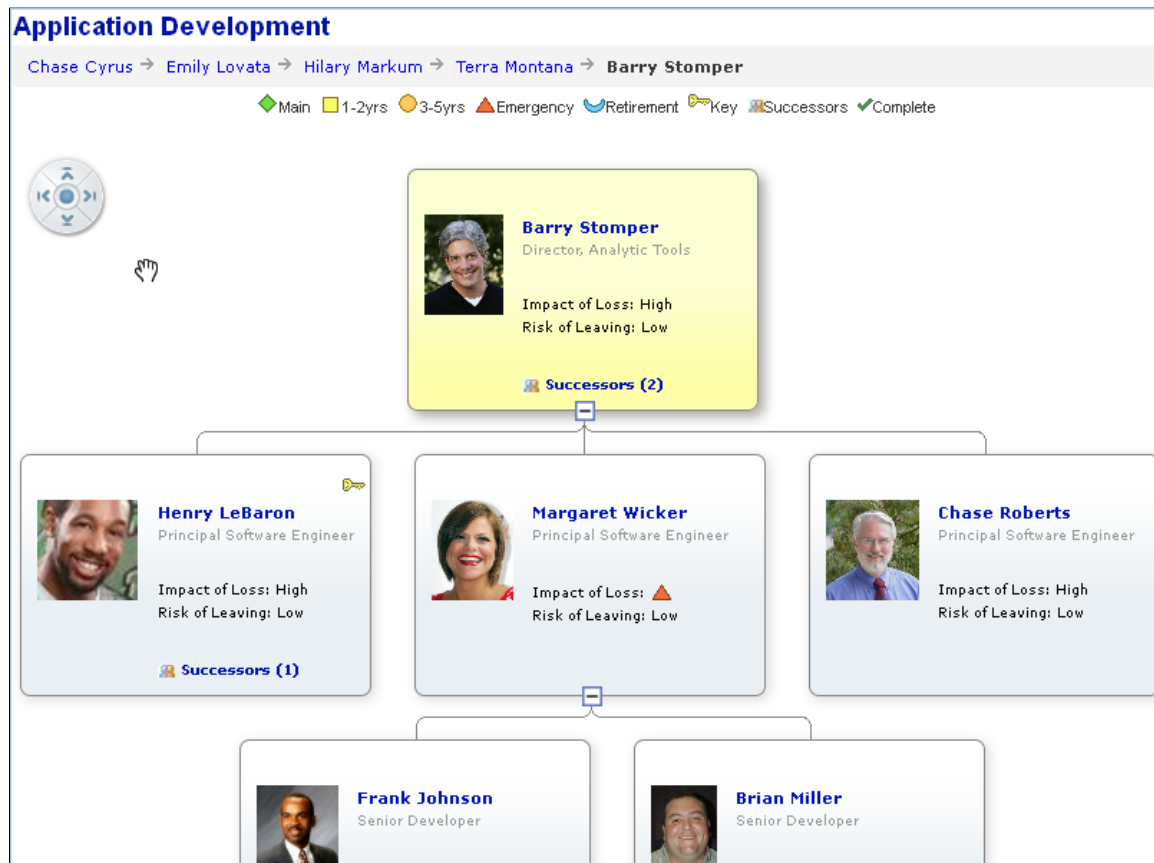 Application Development
Chase Cyrus → Emily Lovata → Hilary Markum → Terra Montana → Barry Stomper
Main 1-2yrs 3-5yrs Emergency Retirement Key Successors Complete
Barry Stomper
Director, Analytic Tools
Impact of Loss: High
Risk of Leaving: Low
Successors (2)
Henry LeBaron
Principal Software Engineer
Impact of Loss: High
Risk of Leaving: Low
Successors (1)
Margaret Wicker
Principal Software Engineer
Impact of Loss:
Risk of Leaving: Low
Chase Roberts
Principal Software Engineer
Impact of Loss: High
Risk of Leaving: Low
Frank Johnson
Senior Developer
Brian Miller
Senior Developer